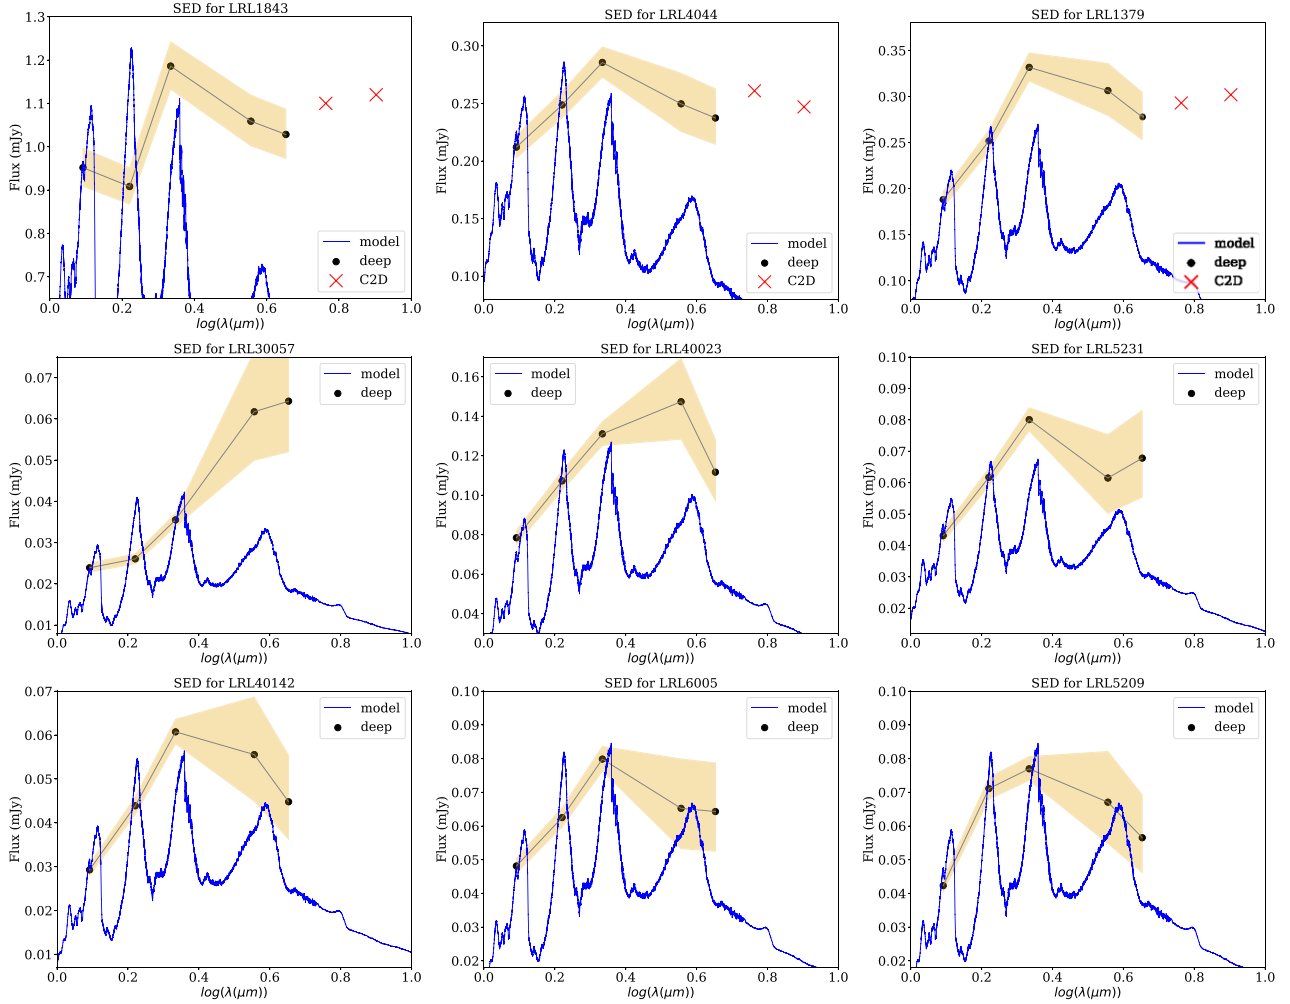 SED for LRL1843
Flux (mJy)
1.3
1.2
1.1
1.0
0.9
0.8
0.7
0.0 0.2 0.4 0.6 0.8 1.0
log(λ(μm))
model
deep
C2D
SED for LRL4044
Flux (mJy)
0.30
0.25
0.20
0.15
0.10
0.0 0.2 0.4 0.6 0.8 1.0
log(λ(μm))
model
deep
C2D
SED for LRL1379
Flux (mJy)
0.35
0.30
0.25
0.20
0.15
0.10
0.0 0.2 0.4 0.6 0.8 1.0
log(λ(μm))
model
deep
C2D
SED for LRL30057
Flux (mJy)
0.07
0.06
0.05
0.04
0.03
0.02
0.01
0.0 0.2 0.4 0.6 0.8 1.0
log(λ(μm))
model
deep
SED for LRL40023
Flux (mJy)
0.16
0.14
0.12
0.10
0.08
0.06
0.04
0.0 0.2 0.4 0.6 0.8 1.0
log(λ(μm))
model
deep
SED for LRL5231
Flux (mJy)
0.10
0.09
0.08
0.07
0.06
0.05
0.04
0.03
0.02
0.0 0.2 0.4 0.6 0.8 1.0
log(λ(μm))
model
deep
SED for LRL40142
Flux (mJy)
0.07
0.06
0.05
0.04
0.03
0.02
0.01
0.0 0.2 0.4 0.6 0.8 1.0
log(λ(μm))
model
deep
SED for LRL6005
Flux (mJy)
0.10
0.09
0.08
0.07
0.06
0.05
0.04
0.03
0.02
0.0 0.2 0.4 0.6 0.8 1.0
log(λ(μm))
model
deep
SED for LRL5209
Flux (mJy)
0.10
0.09
0.08
0.07
0.06
0.05
0.04
0.03
0.02
0.0 0.2 0.4 0.6 0.8 1.0
log(λ(μm))
model
deep